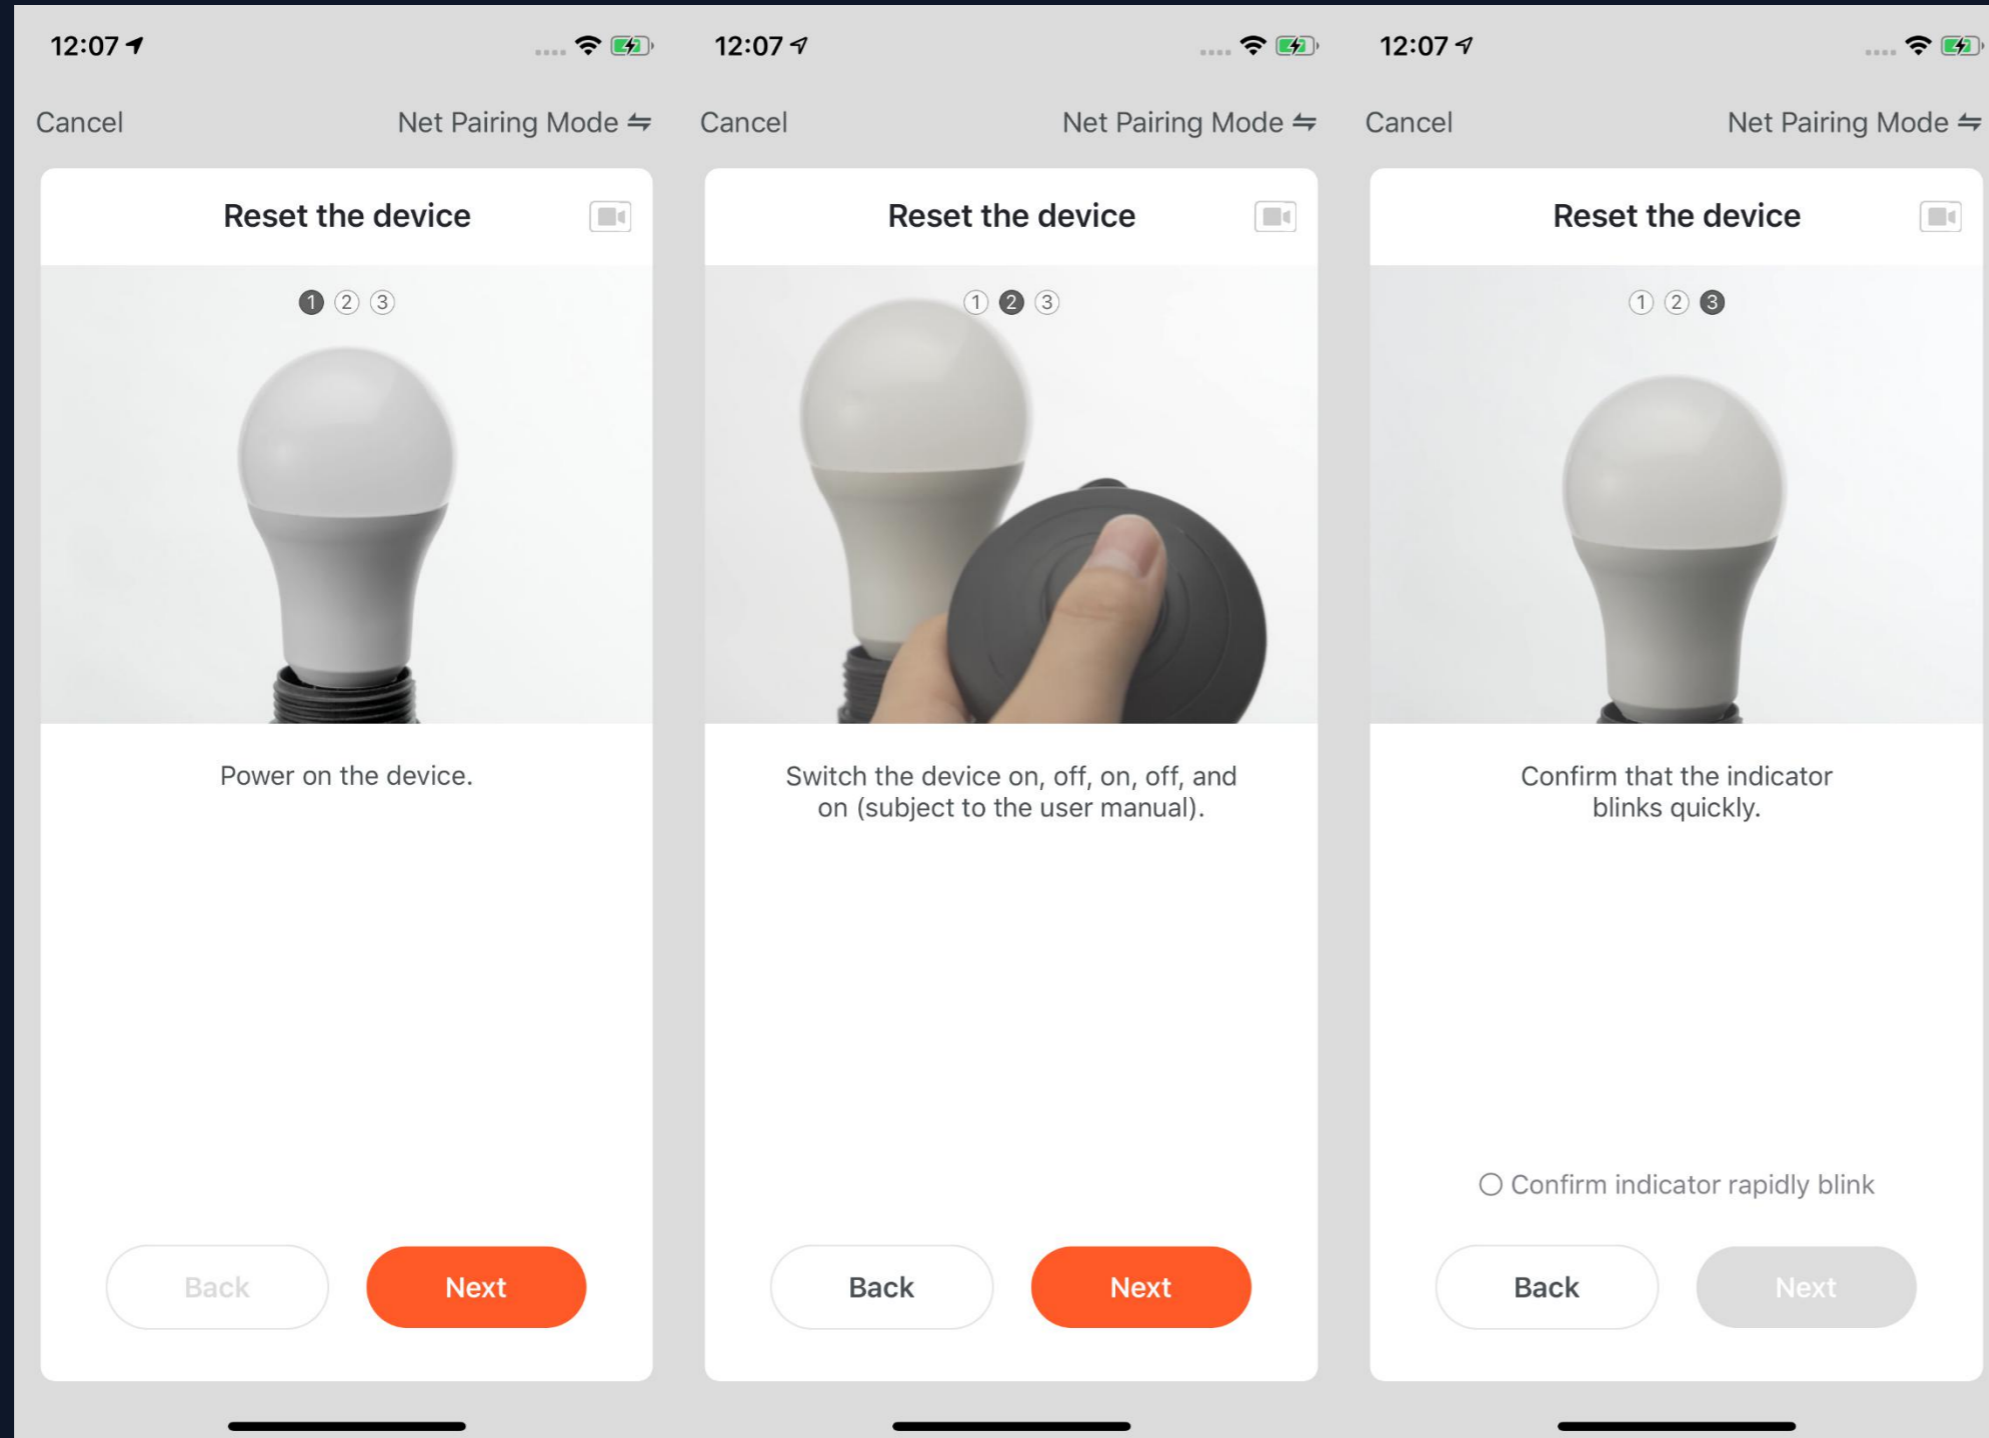 12:07
Cancel
Net Pairing Mode
Reset the device
1 2 3
Power on the device.
Back
Next
12:07
Cancel
Net Pairing Mode
Reset the device
1 2 3
Switch the device on, off, on, off, and
on (subject to the user manual).
Back
Next
12:07
Cancel
Net Pairing Mode
Reset the device
1 2 3
Confirm that the indicator
blinks quickly.
Confirm indicator rapidly blink
Back
Next